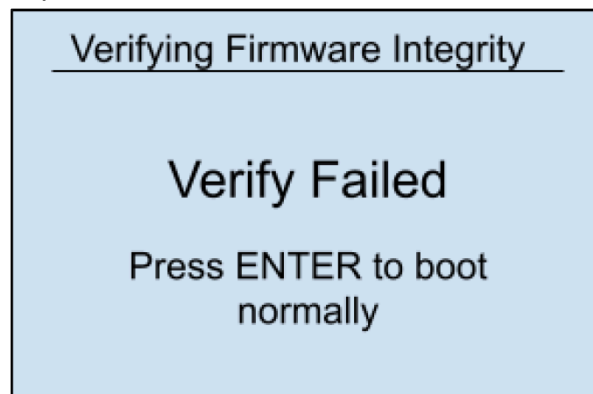 Verifying Firmware Integrity
Verify Failed
Press ENTER to boot
normally